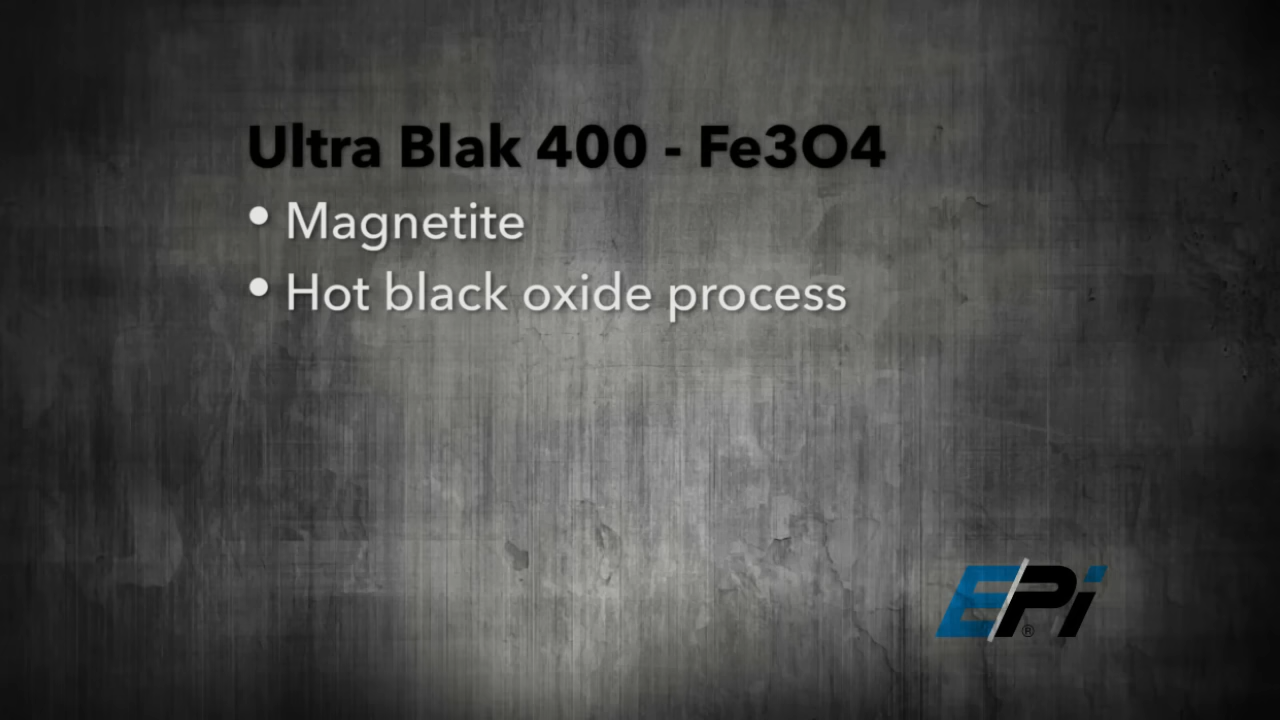 Ultra Blak 400 - Fe3O4
• Magnetite
• Hot black oxide process
EPi
®